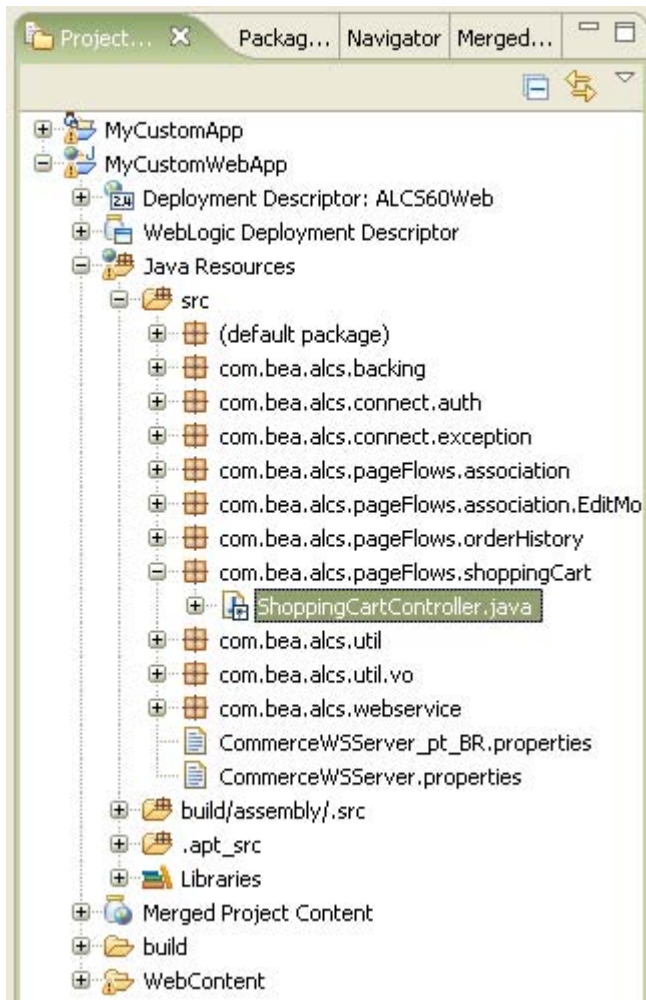 Project... Packag... Navigator Merged...
MyCustomApp
MyCustomWebApp
2.4 Deployment Descriptor: ALCS60Web
WebLogic Deployment Descriptor
Java Resources
src
(default package)
com.bea.alcs.backing
com.bea.alcs.connect.auth
com.bea.alcs.connect.exception
com.bea.alcs.pageFlows.association
com.bea.alcs.pageFlows.association.EditMo
com.bea.alcs.pageFlows.orderHistory
com.bea.alcs.pageFlows.shoppingCart
ShoppingCartController.java
com.bea.alcs.util
com.bea.alcs.util.vo
com.bea.alcs.webservice
CommerceWSServer_pt_BR.properties
CommerceWSServer.properties
build/assembly/.src
.apt_src
Libraries
Merged Project Content
build
WebContent